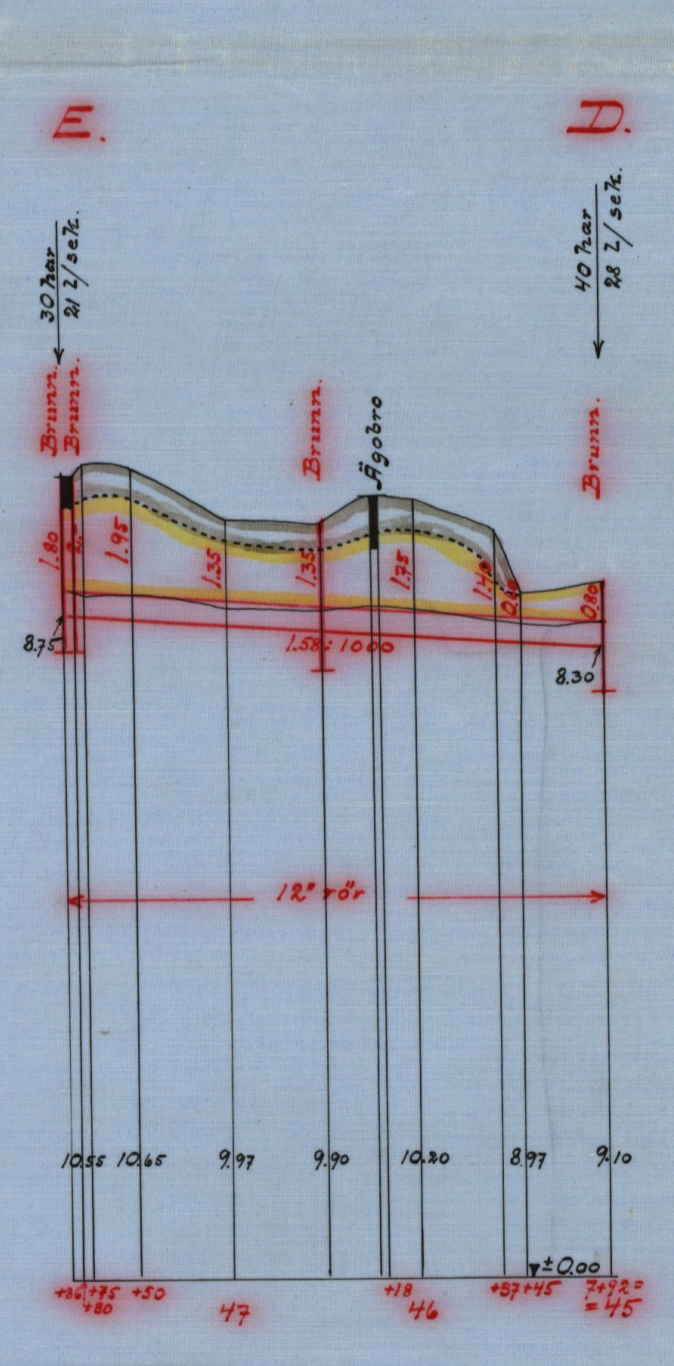 E.
D.
30 har
21 l/sek.
40 har
28 l/sek.
Brunn.
Brunn.
Brunn.
Ägobro
Brunn.
1.80
1.95
1.35
1.35
1.75
1.40
0.80
8.75
1.58:1000
8.30
12" rör
10.55 10.65 9.97 9.90 10.20 8.97 9.10
±0.00
+86 +75 +50 +18 +57 +45 7+92=
+80 47 46 =45